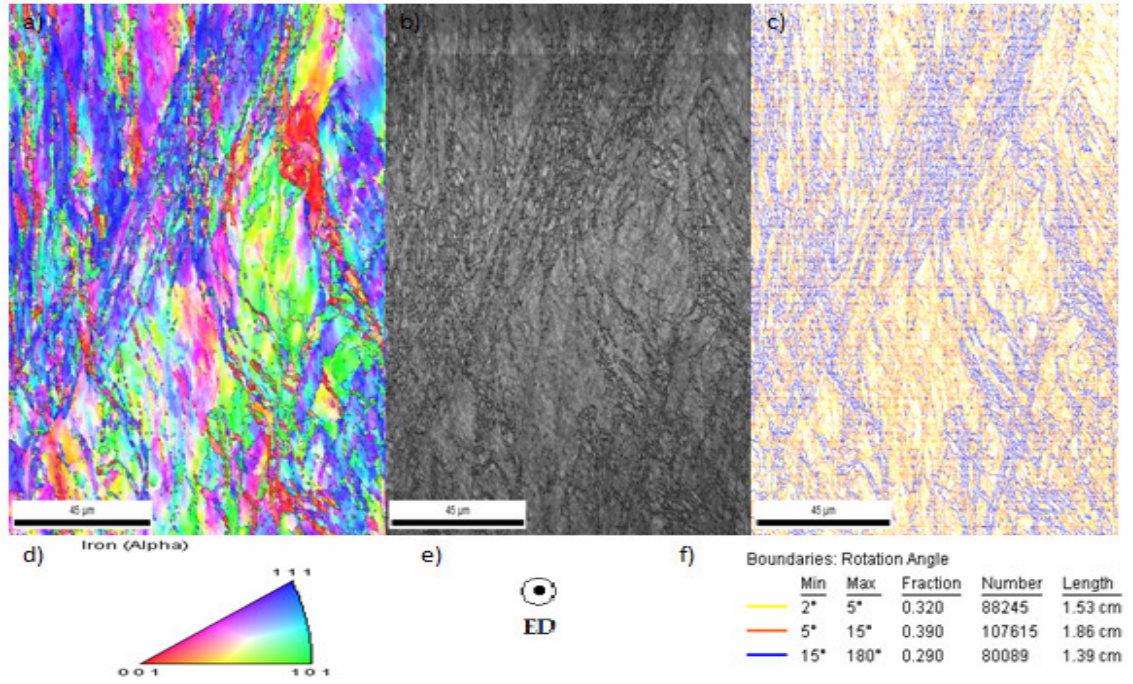 a)
b)
c)
45 µm
45 µm
45 µm
d)
Iron (Alpha)
e)
f)
1 1 1
0 0 1
1 0 1
ED
Boundaries: Rotation Angle
Min Max Fraction Number Length
2° 5° 0.320 88245 1.53 cm
5° 15° 0.390 107615 1.86 cm
15° 180° 0.290 80089 1.39 cm